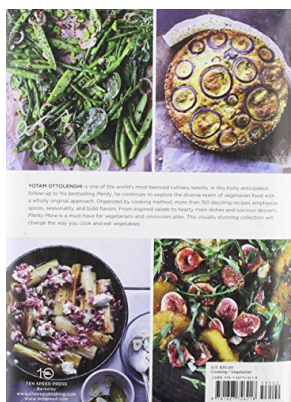 YOTAM OTTOLENGHI is one of the world's most beloved culinary talents. In this hotly anticipated
follow-up to his bestselling Plenty, he continues to explore the diverse realm of vegetarian food with
a wholly original approach. Organized by cooking method, more than 150 dazzling recipes emphasize
spices, seasonality, and bold flavors. From inspired salads to hearty main dishes and luscious desserts,
Plenty More is a must-have for vegetarians and omnivores alike. This visually stunning collection will
change the way you cook and eat vegetables.
TEN SPEED PRESS
Berkeley
U.S. $35.00
Cooking / Vegetarian